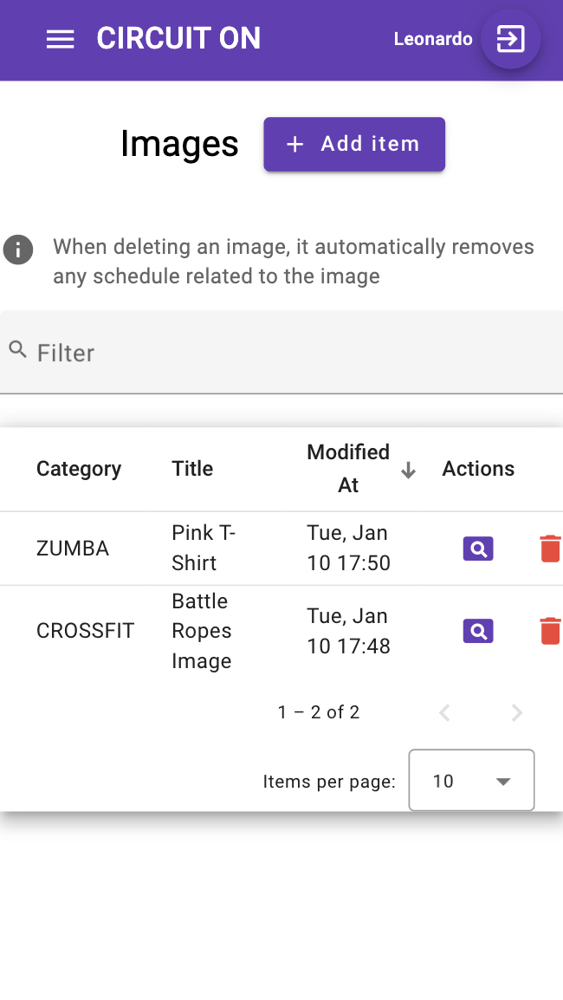 CIRCUIT ON
Leonardo
Images
Add item
When deleting an image, it automatically removes
any schedule related to the image
Filter
Category
Title
Modified
At
Actions
ZUMBA
Pink T-
Shirt
Tue, Jan
10 17:50
CROSSFIT
Battle
Ropes
Image
Tue, Jan
10 17:48
1 – 2 of 2
Items per page:
10